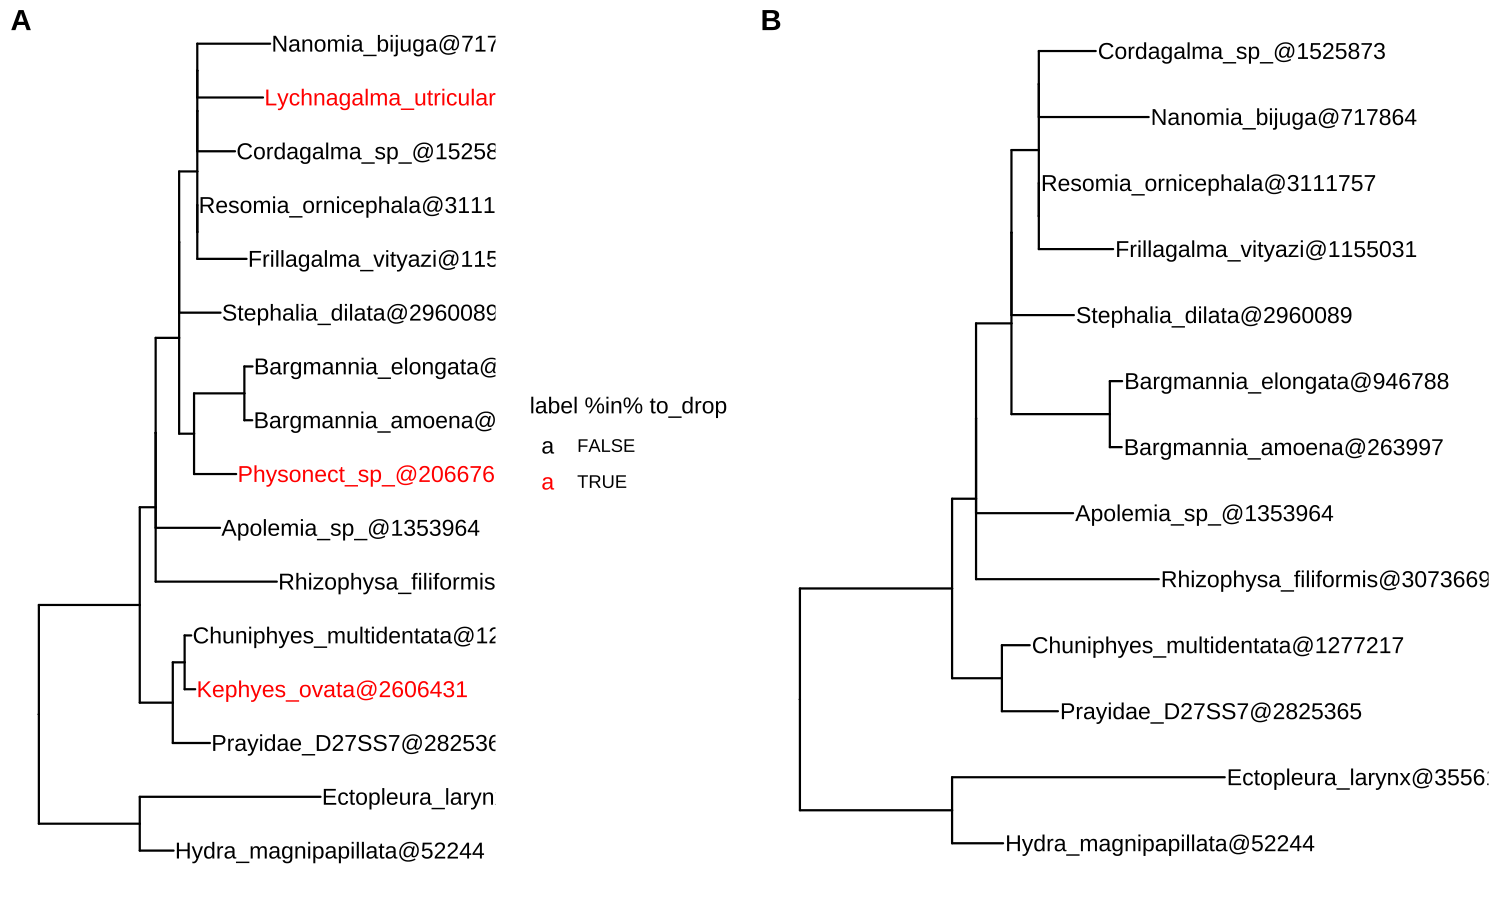 A
Nanomia_bijuga@717
Lychnagalma_utricular
Cordagalma_sp_@15258
Resomia_ornicephala@3111
Frillagalma_vityazi@115
Stephalia_dilata@2960089
Bargmannia_elongata@
Bargmannia_amoena@
Physonect_sp_@206676
Apolemia_sp_@1353964
Rhizophysa_filiformis
Chuniphyes_multidentata@12
Kephyes_ovata@2606431
Prayidae_D27SS7@282536
Ectopleura_laryn
Hydra_magnipapillata@52244
label %in% to_drop
a FALSE
a TRUE
B
Cordagalma_sp_@1525873
Nanomia_bijuga@717864
Resomia_ornicephala@3111757
Frillagalma_vityazi@1155031
Stephalia_dilata@2960089
Bargmannia_elongata@946788
Bargmannia_amoena@263997
Apolemia_sp_@1353964
Rhizophysa_filiformis@3073669
Chuniphyes_multidentata@1277217
Prayidae_D27SS7@2825365
Ectopleura_larynx@3556
Hydra_magnipapillata@52244